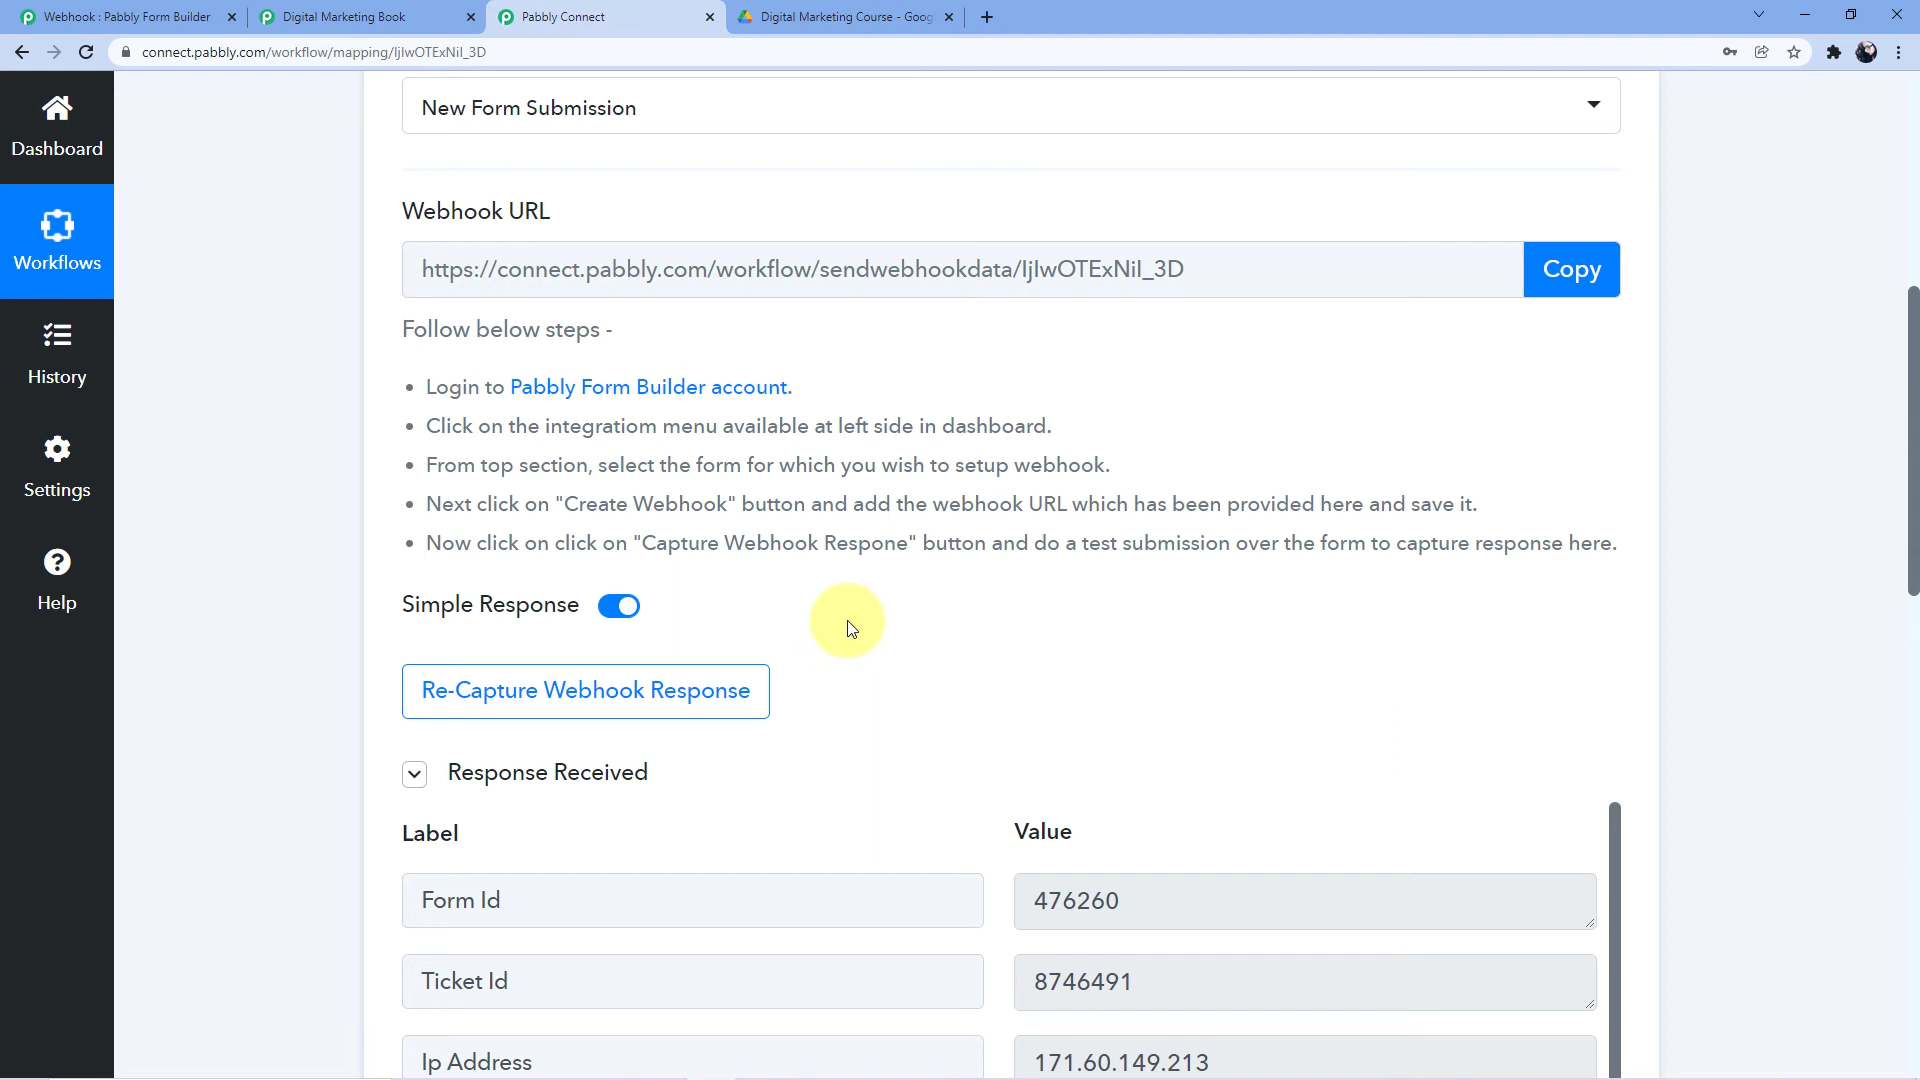 Webhook : Pabbly Form Builder
Digital Marketing Book
Pabbly Connect
Digital Marketing Course - Goog
connect.pabbly.com/workflow/mapping/IjIwOTExNiI_3D
Dashboard
Workflows
History
Settings
Help
New Form Submission
Webhook URL
https://connect.pabbly.com/workflow/sendwebhookdata/IjIwOTExNiI_3D
Copy
Follow below steps -
• Login to Pabbly Form Builder account.
• Click on the integratiom menu available at left side in dashboard.
• From top section, select the form for which you wish to setup webhook.
• Next click on "Create Webhook" button and add the webhook URL which has been provided here and save it.
• Now click on click on "Capture Webhook Respone" button and do a test submission over the form to capture response here.
Simple Response
Re-Capture Webhook Response
Response Received
Label
Value
Form Id
476260
Ticket Id
8746491
Ip Address
171.60.149.213